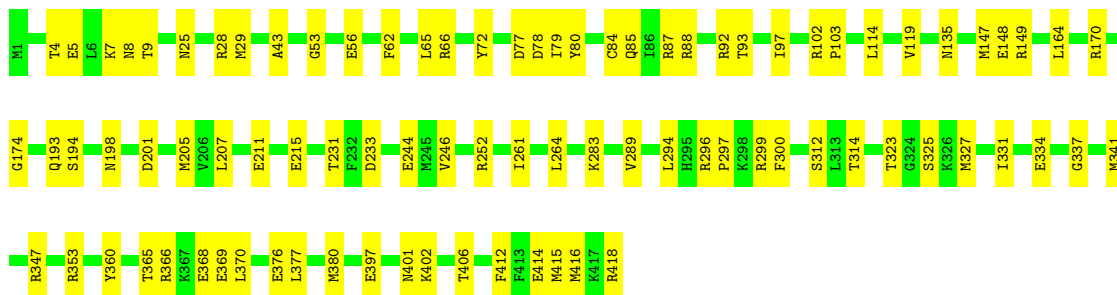 M1 T4 E5 L6 K7 N8 T9 N25 R28 M29 A43 G53 E56 F62 L65 R66 Y72 D77 D78 I79 Y80 C84 Q85 I86 R87 R88 R92 T93 I97 R102 P103 L114 V119 N135 M147 E148 R149 L164 R170
G174 Q193 S194 N198 D201 M205 V206 L207 E211 E215 T231 F232 D233 E244 M245 V246 R252 I261 L264 K283 V289 L294 H295 R296 P297 K298 R299 F300 S312 L313 T314 T323 G324 S325 K326 M327 I331 E334 G337 M341
R347 R353 Y360 T365 R366 K367 E368 E369 L370 E376 L377 M380 E397 N401 K402 T406 F412 F413 E414 M415 M416 K417 R418